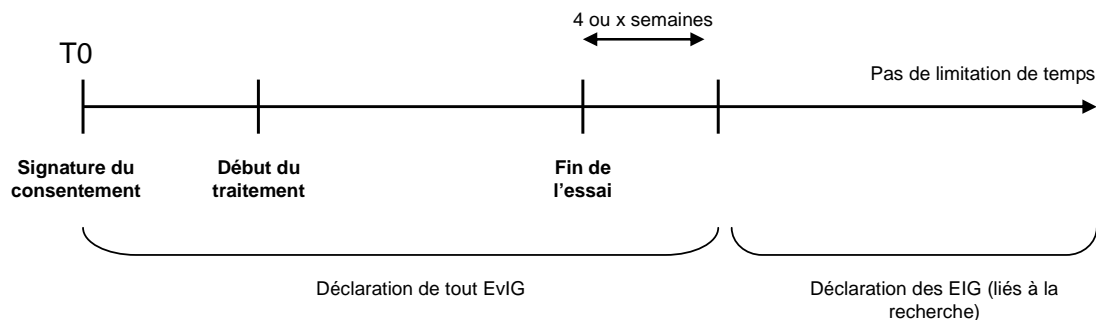 4 ou x semaines
T0
Pas de limitation de temps
Signature du
consentement
Début du
traitement
Fin de
l’essai
Déclaration de tout EvIG
Déclaration des EIG (liés à la
recherche)